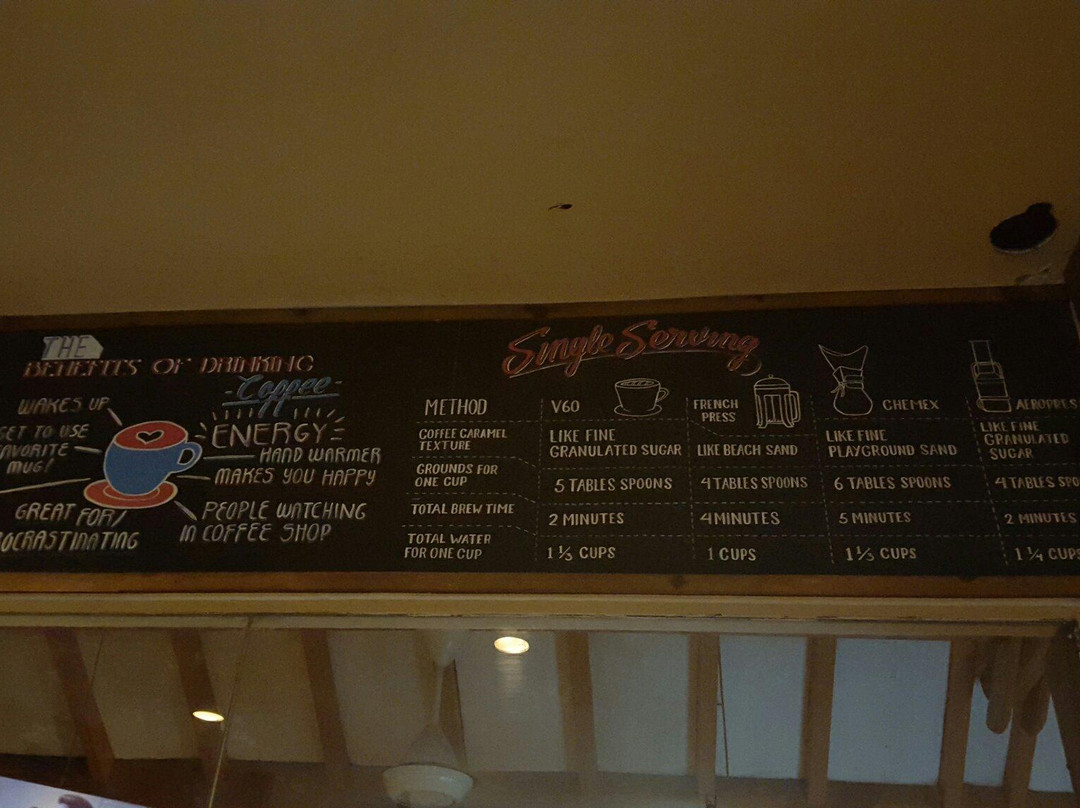 THE
BENEFITS OF DRINKING
Coffee
WAKES UP
GET TO USE
FAVORITE
MUG!
ENERGY
HAND WARMER
MAKES YOU HAPPY
GREAT FOR
PROCRASTINATING
PEOPLE WATCHING
IN COFFEE SHOP
Single Serving
METHOD
V60
FRENCH
PRESS
CHEMEX
AEROPRES
COFFEE CARAMEL
TEXTURE
LIKE FINE
GRANULATED SUGAR
LIKE BEACH SAND
LIKE FINE
PLAYGROUND SAND
LIKE FINE
GRANULATED
SUGAR
GROUNDS FOR
ONE CUP
5 TABLES SPOONS
4 TABLES SPOONS
6 TABLES SPOONS
4 TABLES SPO
TOTAL BREW TIME
2 MINUTES
4 MINUTES
5 MINUTES
2 MINUTES
TOTAL WATER
FOR ONE CUP
1 1/3 CUPS
1 CUPS
1 1/3 CUPS
1 1/4 CUPS